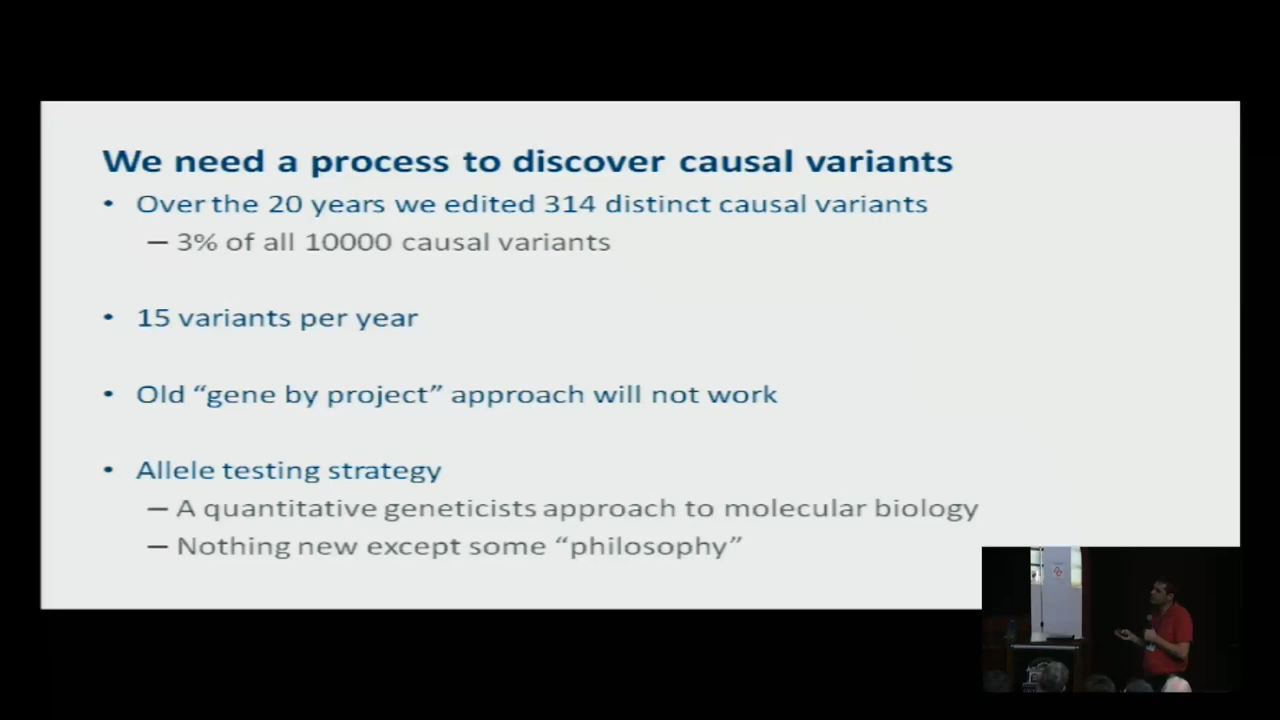 We need a process to discover causal variants
• Over the 20 years we edited 314 distinct causal variants
– 3% of all 10000 causal variants
• 15 variants per year
• Old “gene by project” approach will not work
• Allele testing strategy
– A quantitative geneticists approach to molecular biology
– Nothing new except some “philosophy”